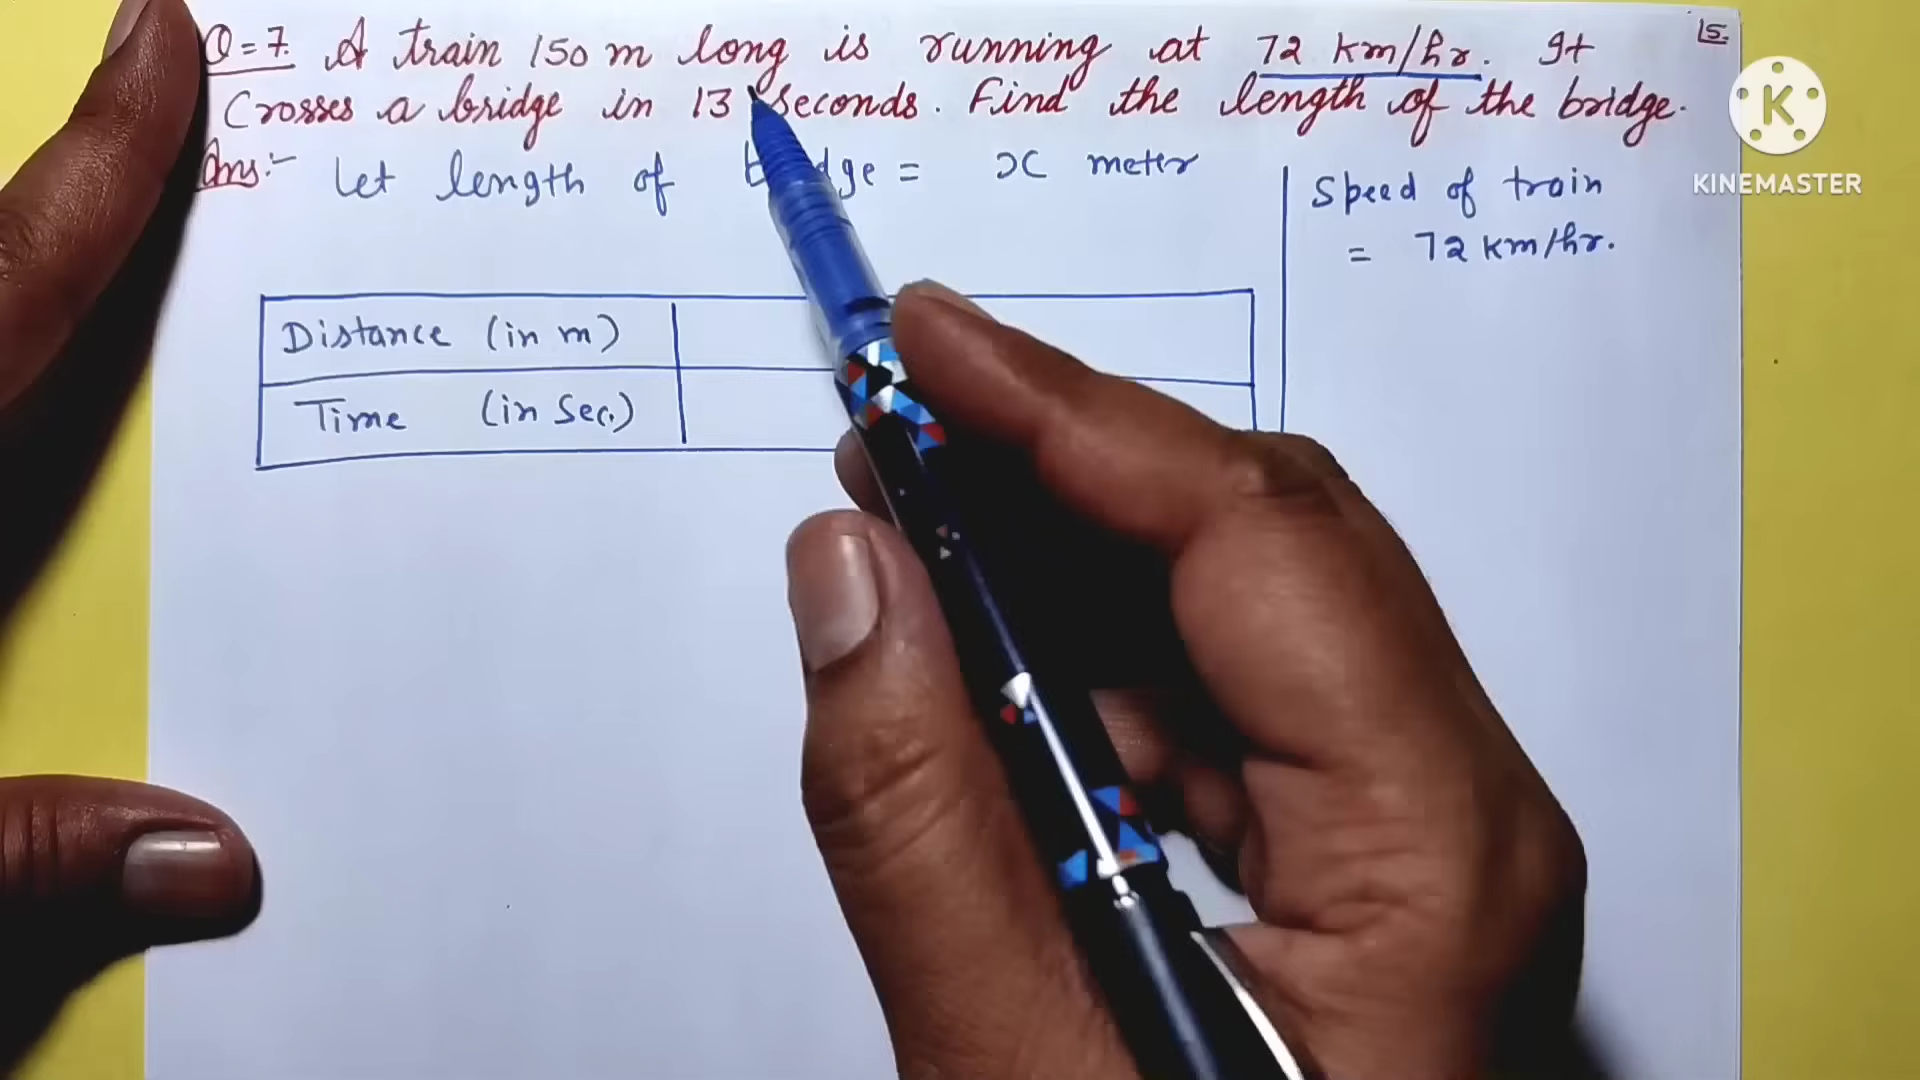 Q=7. A train 150 m long is running at 72 km/hr. It
Crosses a bridge in 13 seconds. Find the length of the bridge.
Ans:- Let length of = x meter
Speed of train
= 72 km/hr.
Distance (in m)
Time (in Sec.)
5.
K
KINEMASTER